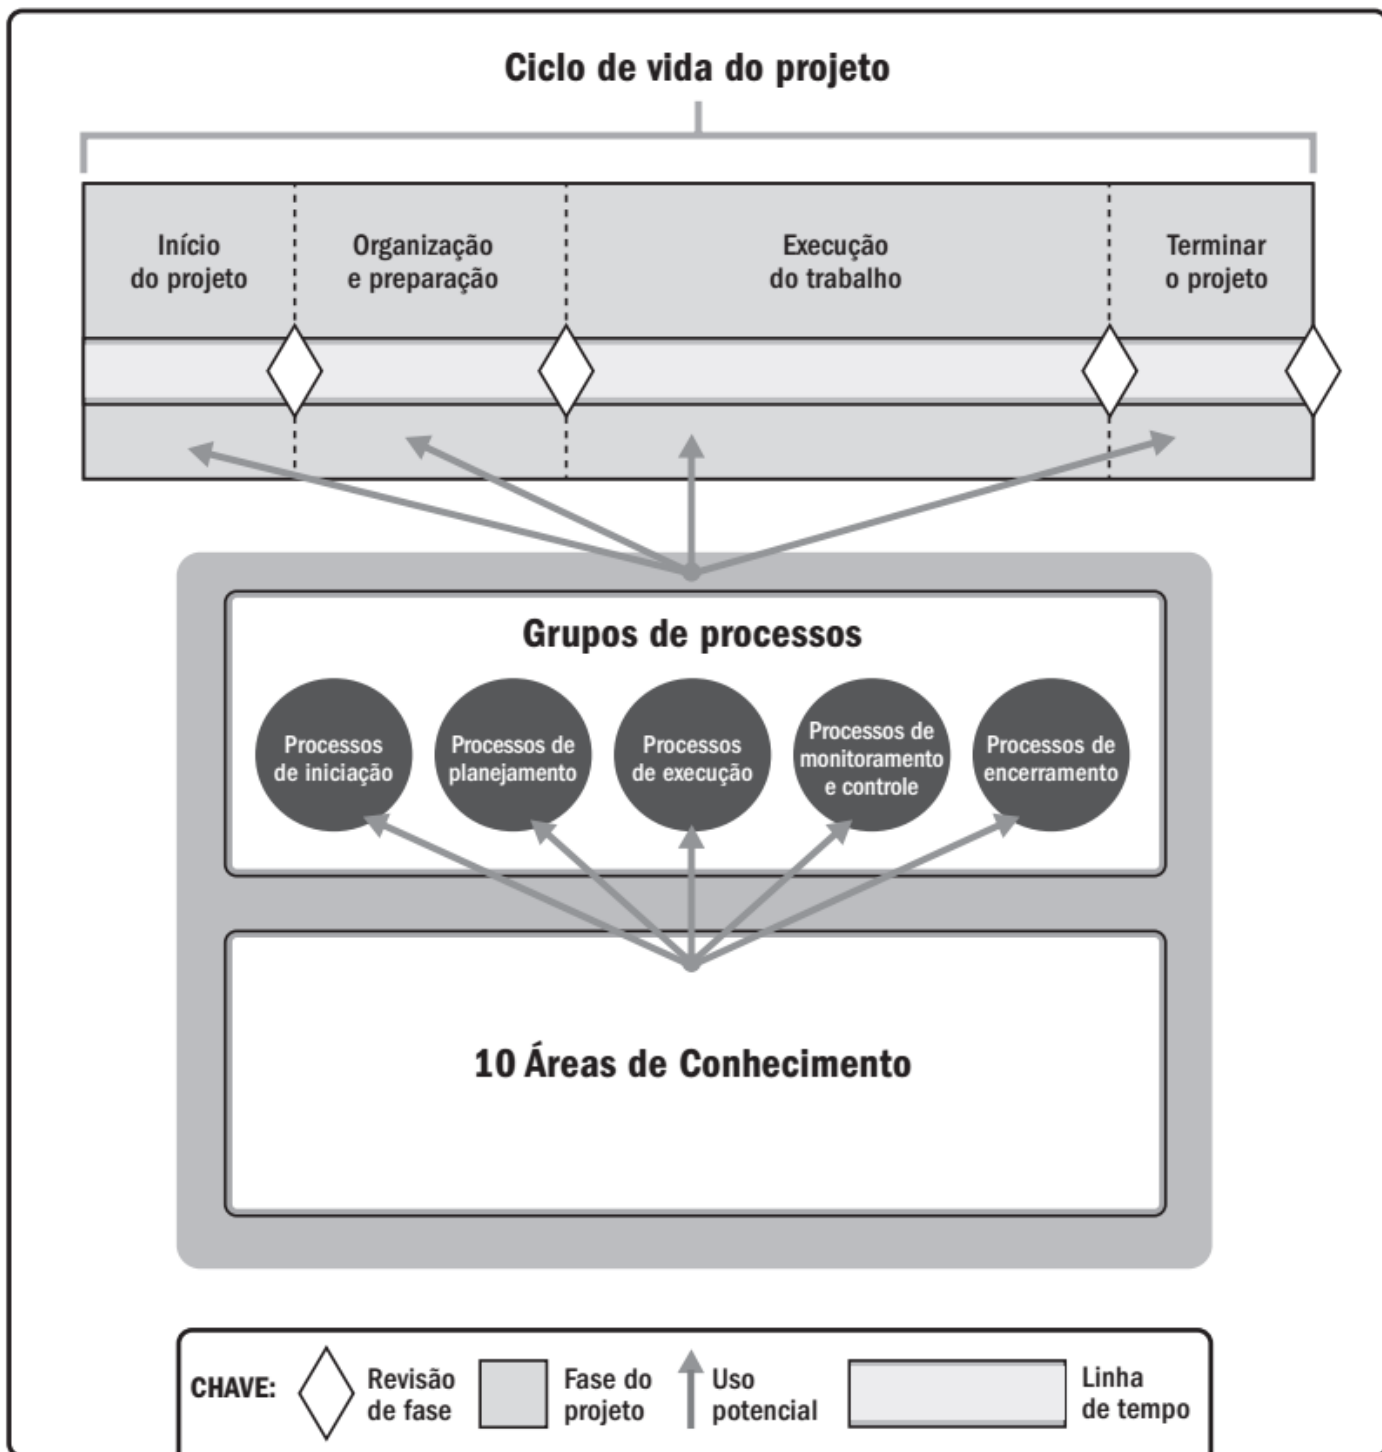 Ciclo de vida do projeto
Início
do projeto
Organização
e preparação
Execução
do trabalho
Terminar
o projeto
Grupos de processos
Processos
de iniciação
Processos de
planejamento
Processos
de execução
Processos de
monitoramento
e controle
Processos de
encerramento
10 Áreas de Conhecimento
CHAVE:
Revisão
de fase
Fase do
projeto
Uso
potencial
Linha
de tempo